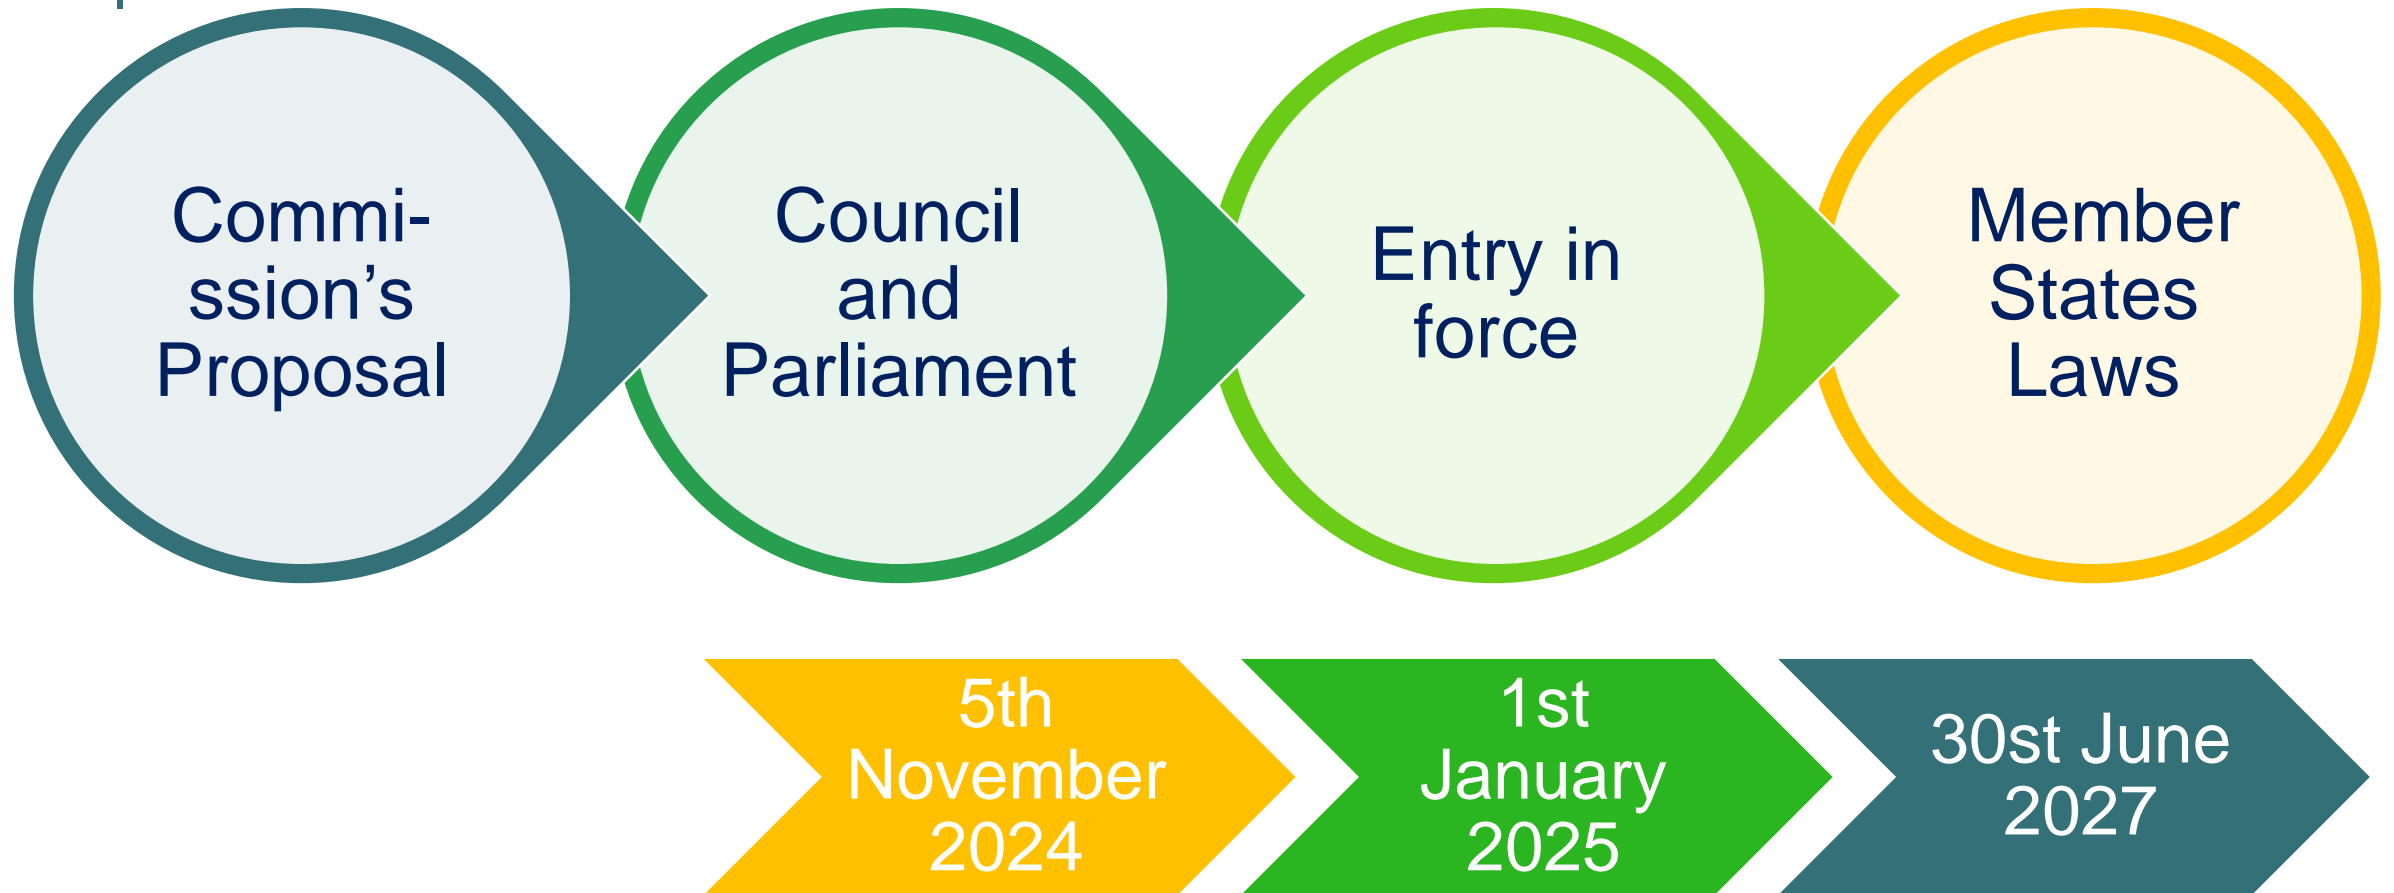 Commi-
ssion’s
Proposal
Council
and
Parliament
Entry in
force
Member
States
Laws
5th
November
2024
1st
January
2025
30st June
2027